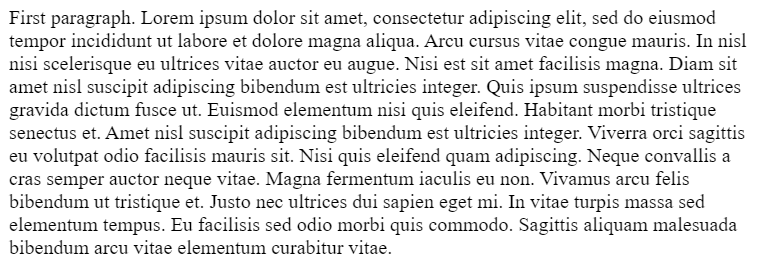 First paragraph. Lorem ipsum dolor sit amet, consectetur adipiscing elit, sed do eiusmod
tempor incididunt ut labore et dolore magna aliqua. Arcu cursus vitae congue mauris. In nisl
nisi scelerisque eu ultrices vitae auctor eu augue. Nisi est sit amet facilisis magna. Diam sit
amet nisl suscipit adipiscing bibendum est ultricies integer. Quis ipsum suspendisse ultrices
gravida dictum fusce ut. Euismod elementum nisi quis eleifend. Habitant morbi tristique
senectus et. Amet nisl suscipit adipiscing bibendum est ultricies integer. Viverra orci sagittis
eu volutpat odio facilisis mauris sit. Nisi quis eleifend quam adipiscing. Neque convallis a
cras semper auctor neque vitae. Magna fermentum iaculis eu non. Vivamus arcu felis
bibendum ut tristique et. Justo nec ultrices dui sapien eget mi. In vitae turpis massa sed
elementum tempus. Eu facilisis sed odio morbi quis commodo. Sagittis aliquam malesuada
bibendum arcu vitae elementum curabitur vitae.